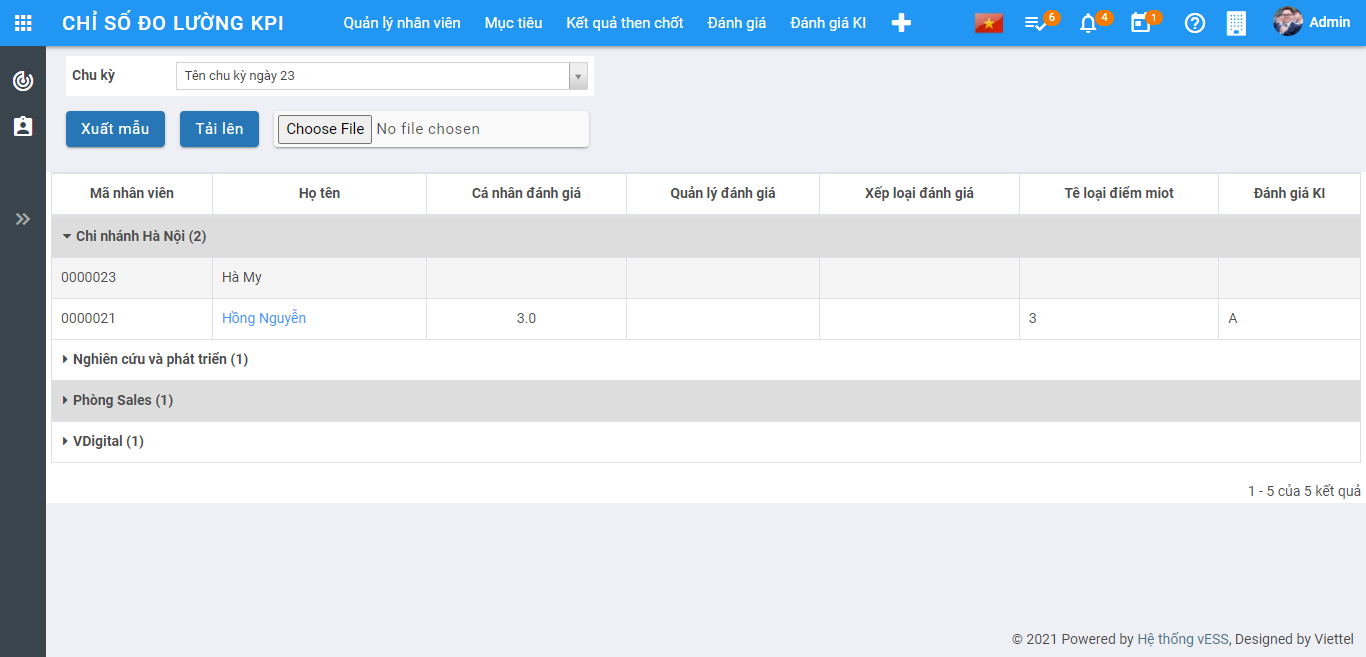 CHỈ SỐ ĐO LƯỜNG KPI Quản lý nhân viên Mục tiêu Kết quả then chốt Đánh giá Đánh giá KI 6 4 1 Admin
Chu kỳ Tên chu kỳ ngày 23
Xuất mẫu Tải lên Choose File No file chosen
Mã nhân viên Họ tên Cá nhân đánh giá Quản lý đánh giá Xếp loại đánh giá Tê loại điểm miot Đánh giá KI
Chi nhánh Hà Nội (2)
0000023 Hà My
0000021 Hồng Nguyễn 3.0 3 A
Nghiên cứu và phát triển (1)
Phòng Sales (1)
VDigital (1)
1 - 5 của 5 kết quả
© 2021 Powered by Hệ thống vESS, Designed by Viettel